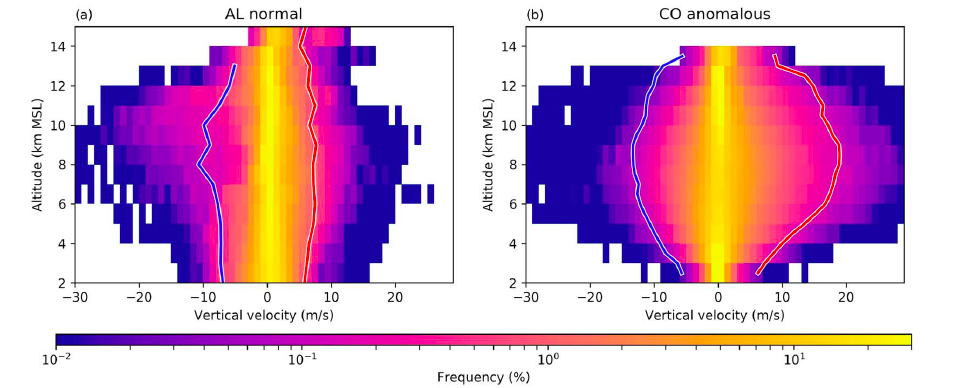 (a) AL normal
(b) CO anomalous
Altitude (km MSL)
14
12
10
8
6
4
2
−30 −20 −10 0 10 20
Vertical velocity (m/s)
Altitude (km MSL)
14
12
10
8
6
4
2
−30 −20 −10 0 10 20
Vertical velocity (m/s)
10⁻² 10⁻¹ 10⁰ 10¹
Frequency (%)